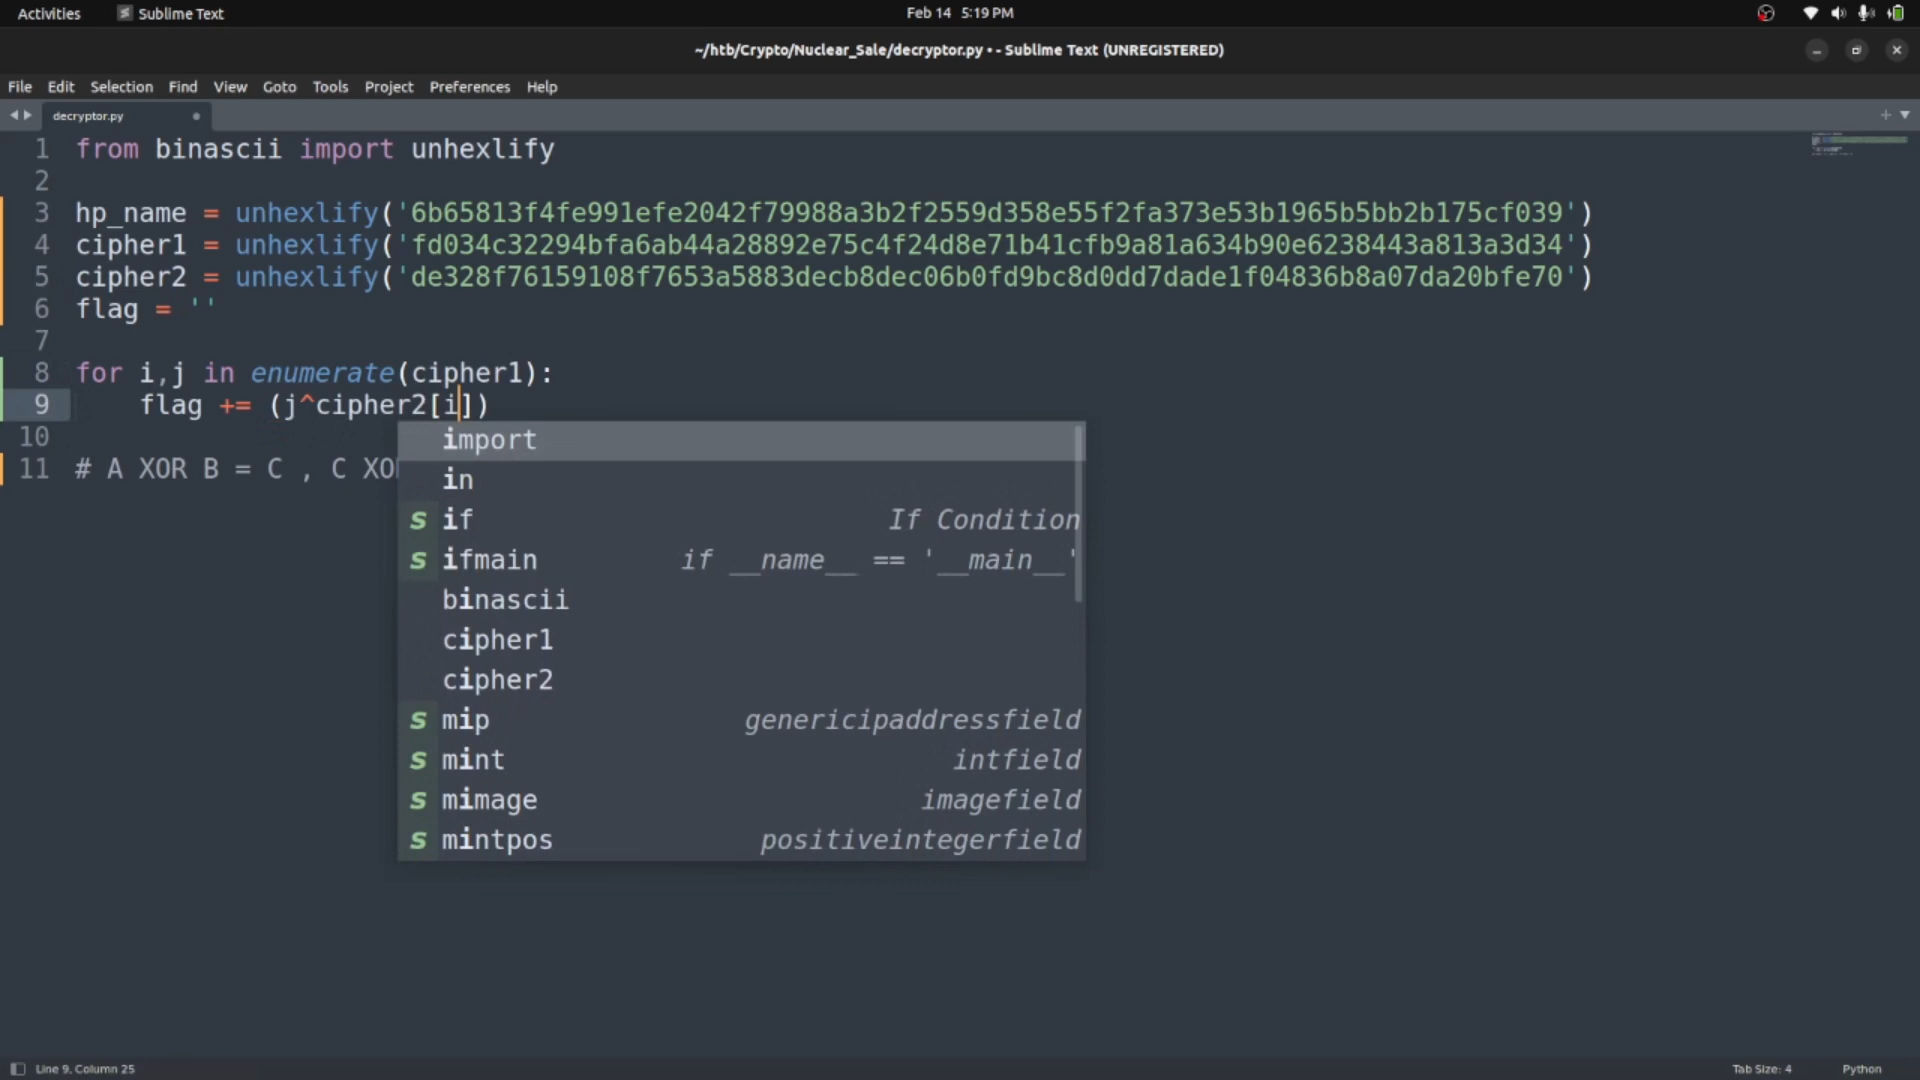 Activities Sublime Text Feb 14 5:19 PM
~/htb/Crypto/Nuclear_Sale/decryptor.py • - Sublime Text (UNREGISTERED)
File Edit Selection Find View Goto Tools Project Preferences Help
decryptor.py
1 from binascii import unhexlify
2
3 hp_name = unhexlify('6b65813f4fe991efe2042f79988a3b2f2559d358e55f2fa373e53b1965b5bb2b175cf039')
4 cipher1 = unhexlify('fd034c32294bfa6ab44a28892e75c4f24d8e71b41cfb9a81a634b90e6238443a813a3d34')
5 cipher2 = unhexlify('de328f76159108f7653a5883decb8dec06b0fd9bc8d0dd7dade1f04836b8a07da20bfe70')
6 flag = ''
7
8 for i,j in enumerate(cipher1):
9 flag += (j^cipher2[i])
10
11 # A XOR B = C , C XO
import
in
s if If Condition
s ifmain if __name__ == '__main__'
binascii
cipher1
cipher2
s mip genericipaddressfield
s mint intfield
s mimage imagefield
s mintpos positiveintegerfield
Line 9, Column 25 Tab Size: 4 Python